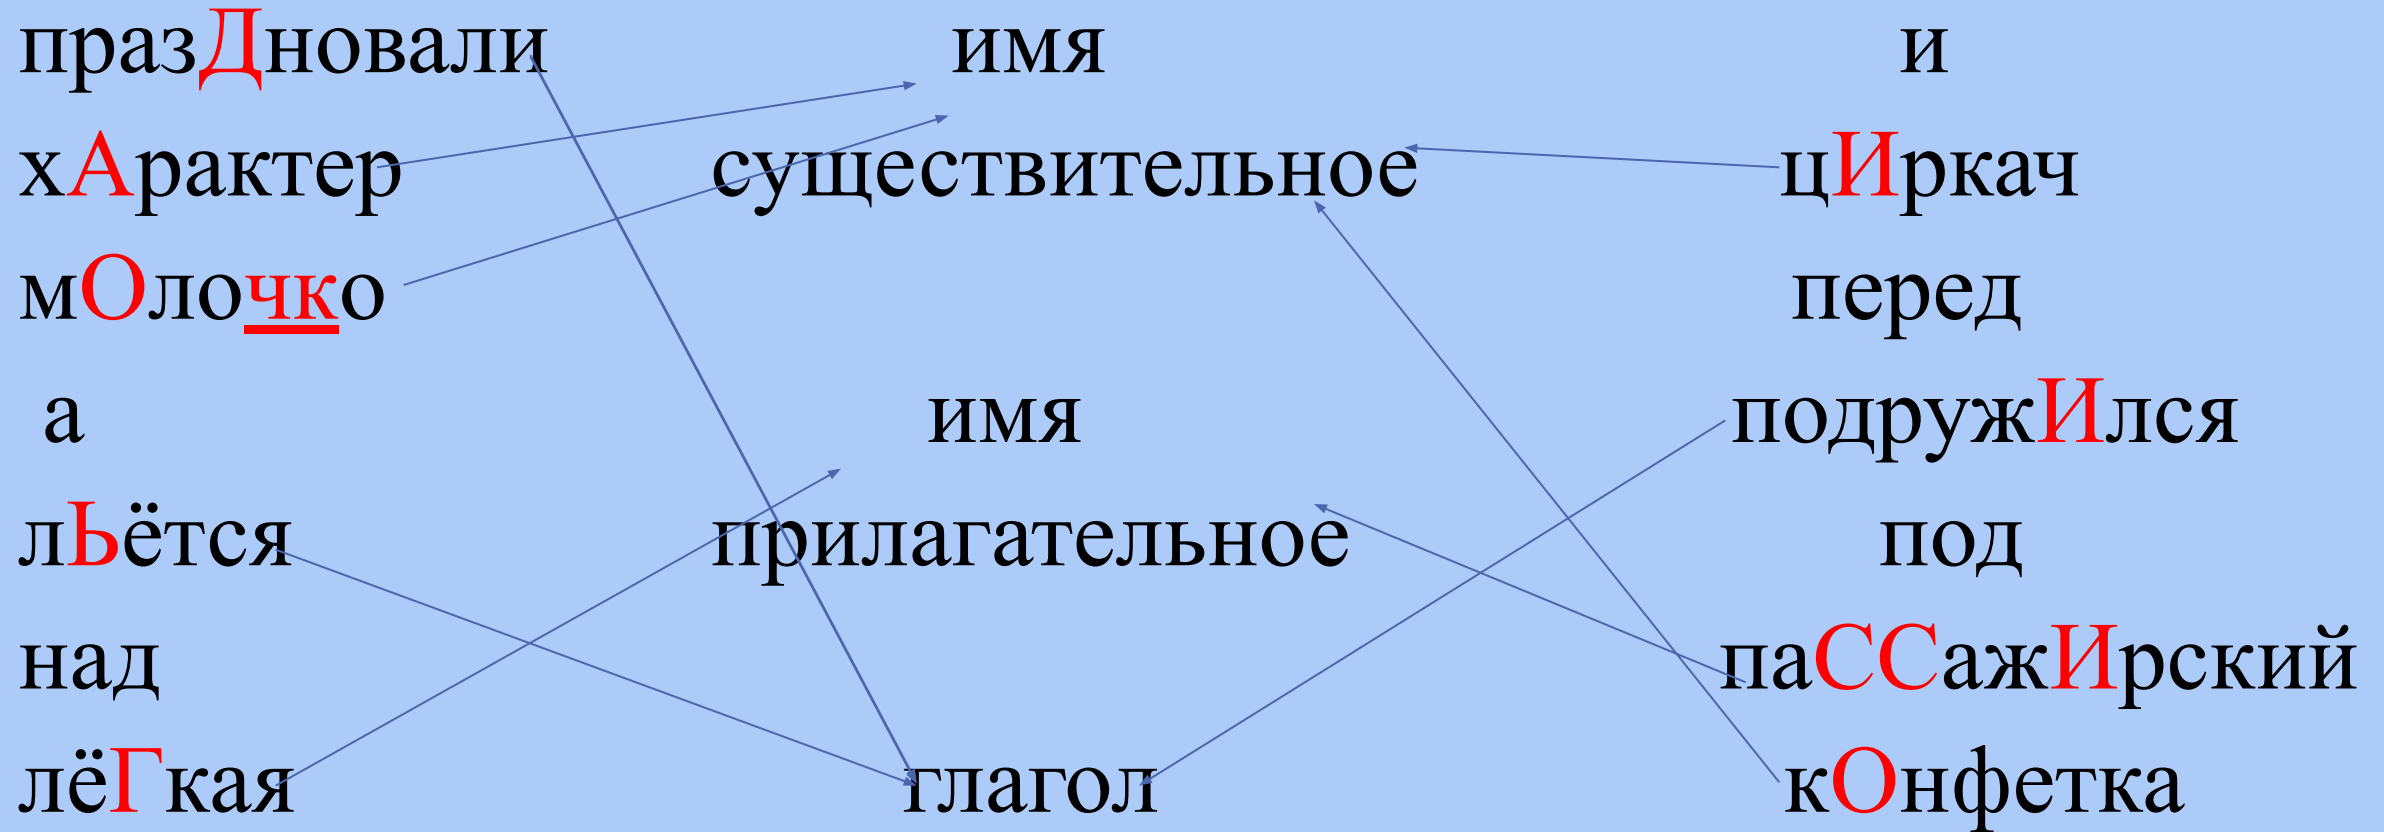 празДновали имя и
хАрактер существительное цИркач
мОлочко перед
а имя подружИлся
лЬётся прилагательное под
над паССажИрский
лёГкая глагол кОнфетка